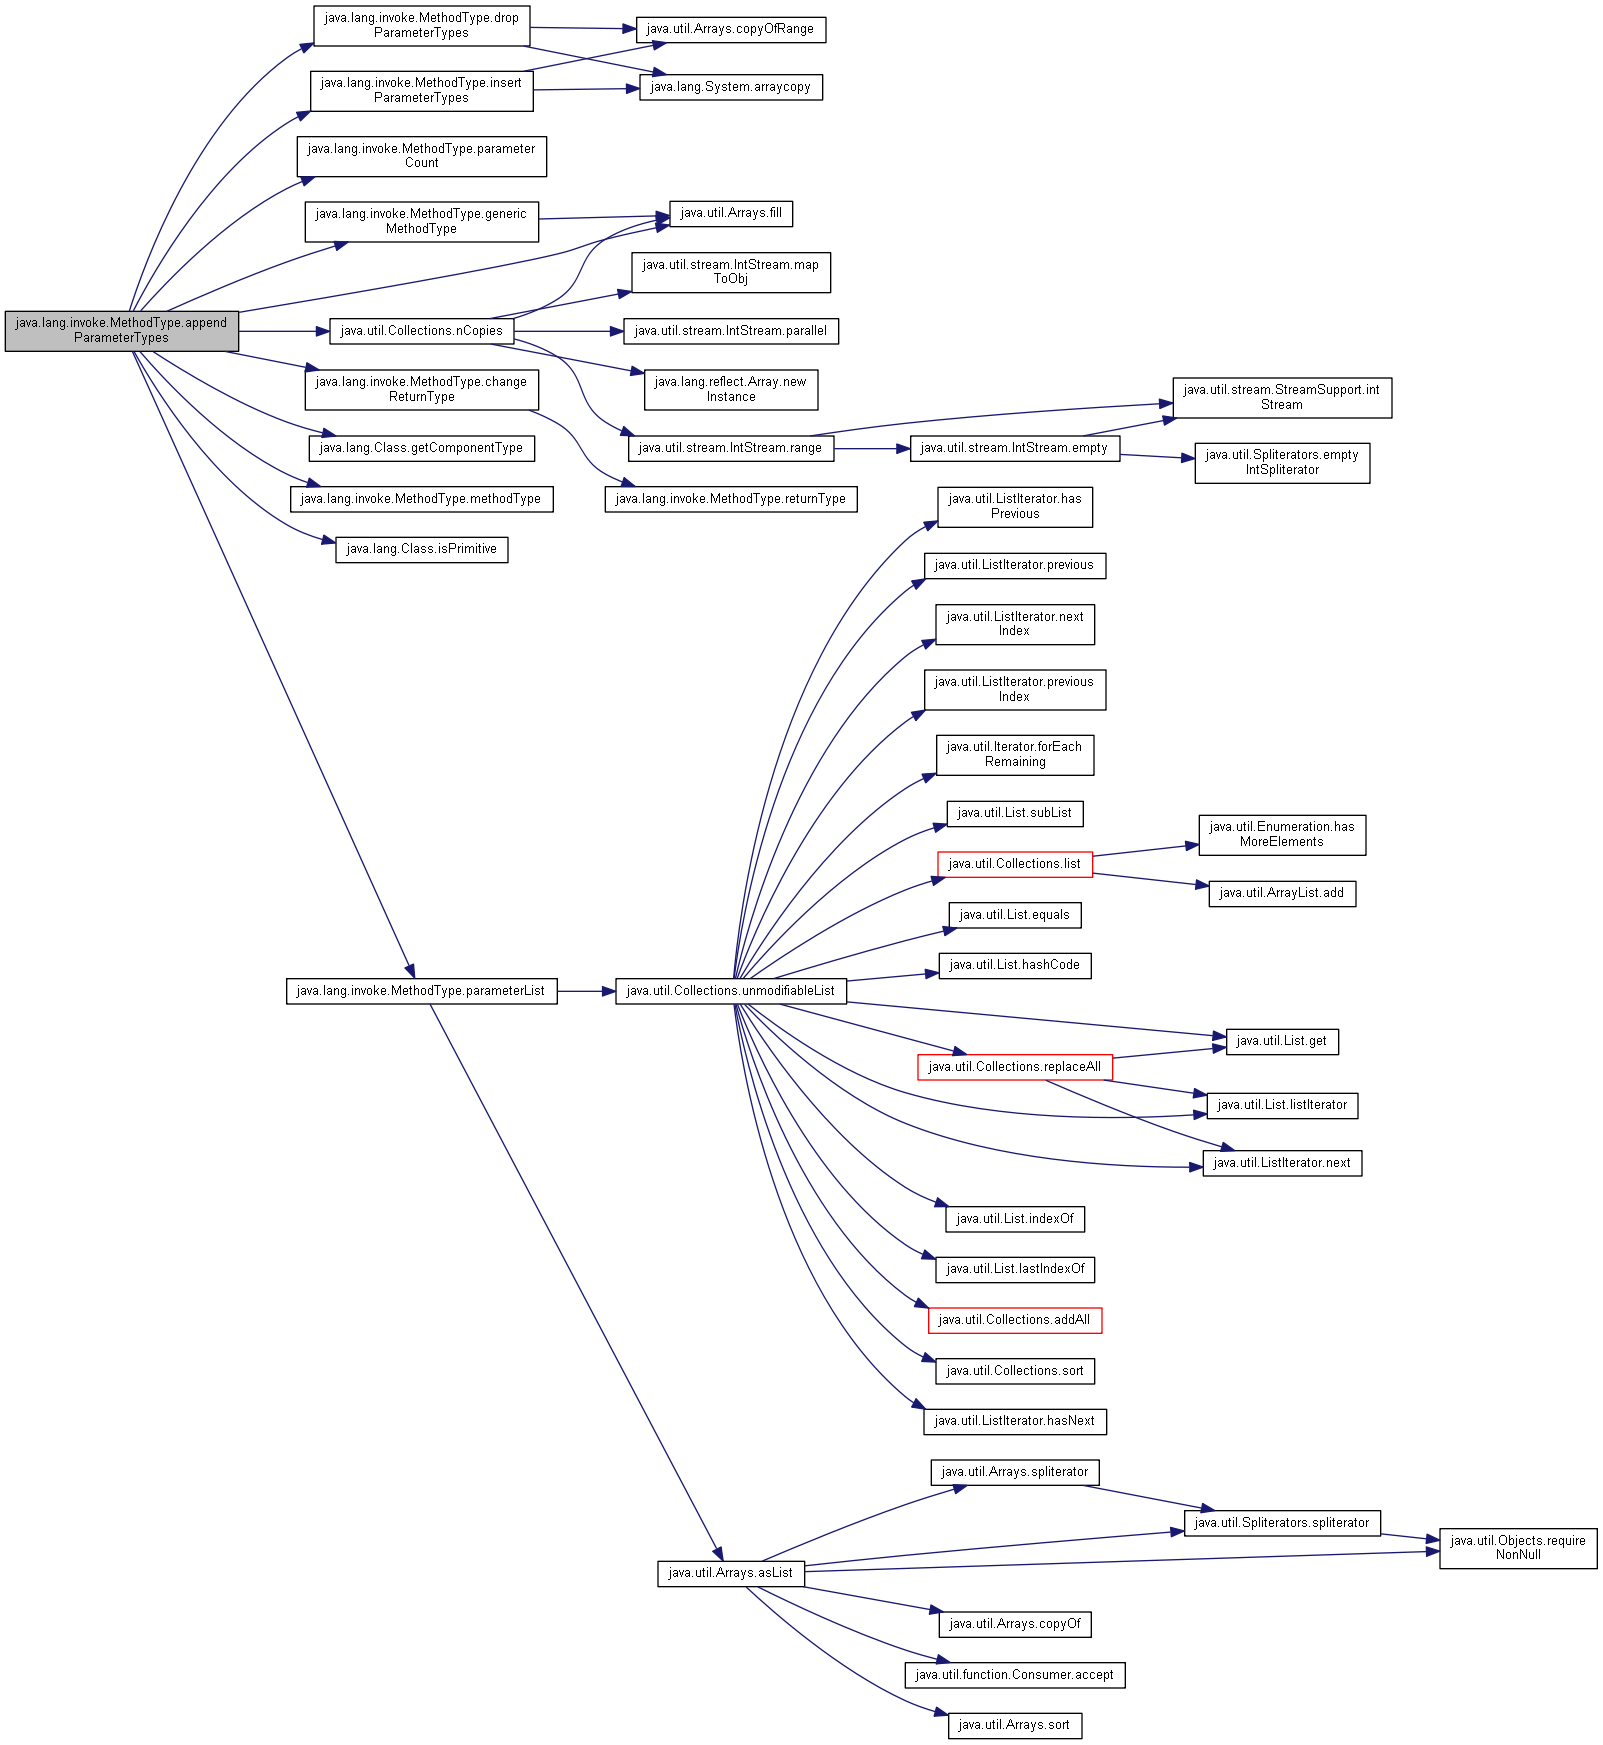 java.lang.invoke.MethodType.drop
ParameterTypes
java.util.Arrays.copyOfRange
java.lang.invoke.MethodType.insert
ParameterTypes
java.lang.System.arraycopy
java.lang.invoke.MethodType.parameter
Count
java.lang.invoke.MethodType.generic
MethodType
java.util.Arrays.fill
java.util.stream.IntStream.map
ToObj
java.lang.invoke.MethodType.append
ParameterTypes
java.util.Collections.nCopies
java.util.stream.IntStream.parallel
java.lang.invoke.MethodType.change
ReturnType
java.lang.reflect.Array.new
Instance
java.util.stream.StreamSupport.int
Stream
java.lang.Class.getComponentType
java.util.stream.IntStream.range
java.util.stream.IntStream.empty
java.util.Spliterators.empty
IntSpliterator
java.lang.invoke.MethodType.methodType
java.lang.invoke.MethodType.returnType
java.util.ListIterator.has
Previous
java.lang.Class.isPrimitive
java.util.ListIterator.previous
java.util.ListIterator.next
Index
java.util.ListIterator.previous
Index
java.util.Iterator.forEach
Remaining
java.util.List.subList
java.util.Enumeration.has
MoreElements
java.util.Collections.list
java.util.ArrayList.add
java.util.List.equals
java.util.List.hashCode
java.lang.invoke.MethodType.parameterList
java.util.Collections.unmodifiableList
java.util.List.get
java.util.Collections.replaceAll
java.util.List.listIterator
java.util.ListIterator.next
java.util.List.indexOf
java.util.List.lastIndexOf
java.util.Collections.addAll
java.util.Collections.sort
java.util.ListIterator.hasNext
java.util.Arrays.spliterator
java.util.Spliterators.spliterator
java.util.Objects.require
NonNull
java.util.Arrays.asList
java.util.Arrays.copyOf
java.util.function.Consumer.accept
java.util.Arrays.sort